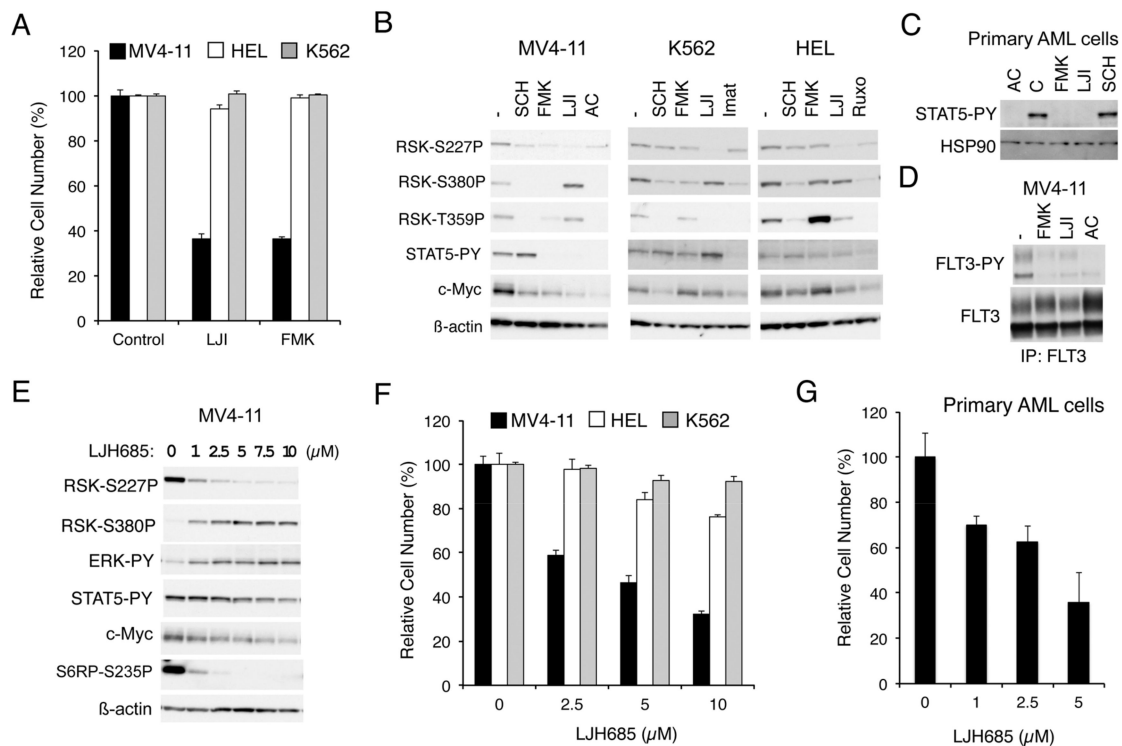 A
MV4-11 HEL K562
120
100
80
60
40
20
0
Relative Cell Number (%)
Control LJI FMK
B
MV4-11 K562 HEL
- SCH FMK LJI AC - SCH FMK LJI Imat - SCH FMK LJI Ruxo
RSK-S227P
RSK-S380P
RSK-T359P
STAT5-PY
c-Myc
ß-actin
C
Primary AML cells
AC C FMK LJI SCH
STAT5-PY
HSP90
D
MV4-11
- FMK LJI AC
FLT3-PY
FLT3
IP: FLT3
E
MV4-11
LJH685: 0 1 2.5 5 7.5 10 (µM)
RSK-S227P
RSK-S380P
ERK-PY
STAT5-PY
c-Myc
S6RP-S235P
ß-actin
F
MV4-11 HEL K562
120
100
80
60
40
20
0
Relative Cell Number (%)
0 2.5 5 10
LJH685 (µM)
G
Primary AML cells
120
100
80
60
40
20
0
Relative Cell Number (%)
0 1 2.5 5
LJH685 (µM)